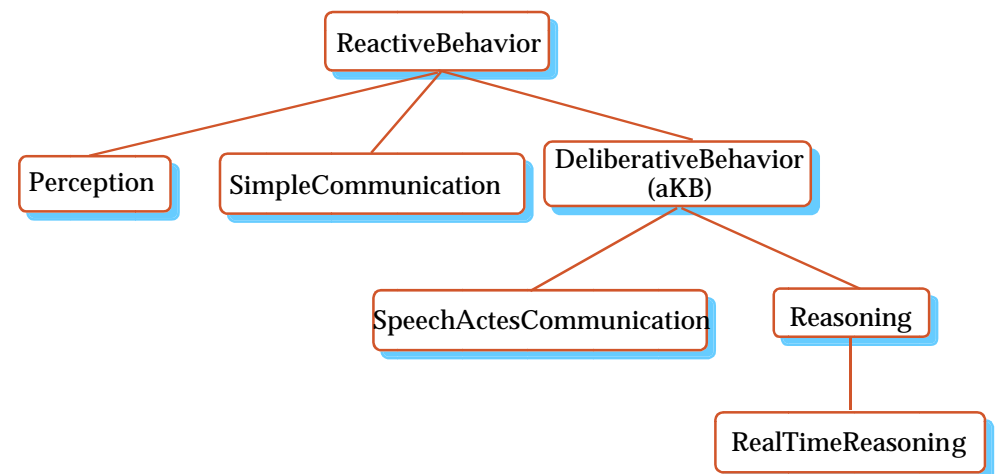 ReactiveBehavior
Perception
SimpleCommunication
DeliberativeBehavior
(aKB)
SpeechActesCommunication
Reasoning
RealTimeReasoning